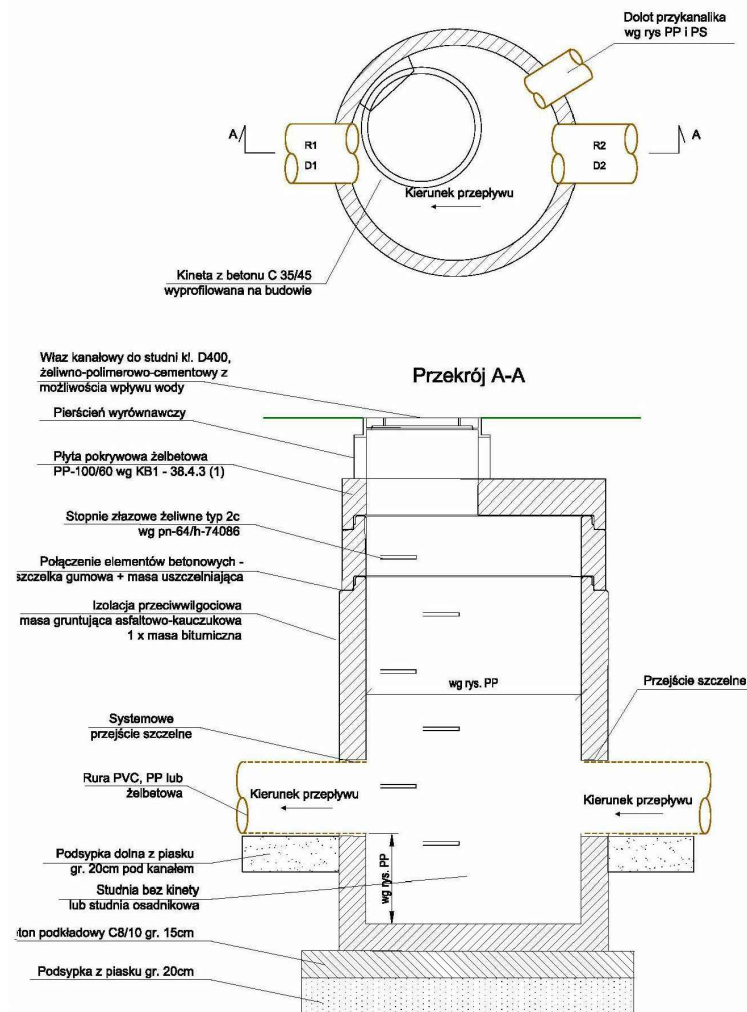 Dolot przykanalika
wg rys PP i PS
A
R1
D1
R2
D2
A
Kierunek przepływu
Kineta z betonu C 35/45
wyprofilowana na budowie
Właz kanałowy do studni kl. D400,
żeliwno-polimerowo-cementowy z
możliwościa wpływu wody
Przekrój A-A
Pierścień wyrównawczy
Płyta pokrywowa żelbetowa
PP-100/60 wg KB1 - 38.4.3 (1)
Stopnie złazowe żeliwne typ 2c
wg pn-64/h-74086
Połączenie elementów betonowych -
szczelka gumowa + masa uszczelniająca
Izolacja przeciwwilgociowa
masa gruntująca asfaltowo-kauczukowa
1 x masa bitumiczna
wg rys. PP
Przejście szczelne
Systemowe
przejście szczelne
Rura PVC, PP lub
żelbetowa
Kierunek przepływu
Kierunek przepływu
Podsypka dolna z piasku
gr. 20cm pod kanałem
wg rys. PP
Studnia bez kinety
lub studnia osadnikowa
ton podkładowy C8/10 gr. 15cm
Podsypka z piasku gr. 20cm